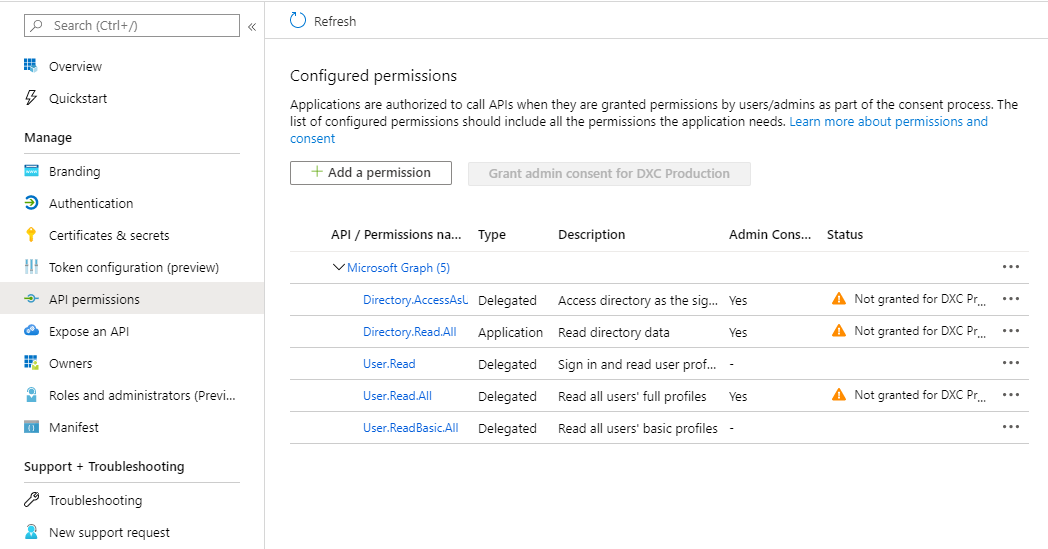 Search (Ctrl+/)
«
Overview
Quickstart
Manage
Branding
Authentication
Certificates & secrets
Token configuration (preview)
API permissions
Expose an API
Owners
Roles and administrators (Previ...
Manifest
Support + Troubleshooting
Troubleshooting
New support request
Refresh
Configured permissions
Applications are authorized to call APIs when they are granted permissions by users/admins as part of the consent process. The
list of configured permissions should include all the permissions the application needs. Learn more about permissions and
consent
+ Add a permission Grant admin consent for DXC Production
API / Permissions na... Type Description Admin Cons... Status
Microsoft Graph (5) ...
Directory.AccessAsU Delegated Access directory as the sig... Yes Not granted for DXC Pr... ...
Directory.Read.All Application Read directory data Yes Not granted for DXC Pr... ...
User.Read Delegated Sign in and read user prof... - ...
User.Read.All Delegated Read all users' full profiles Yes Not granted for DXC Pr... ...
User.ReadBasic.All Delegated Read all users' basic profiles - ...